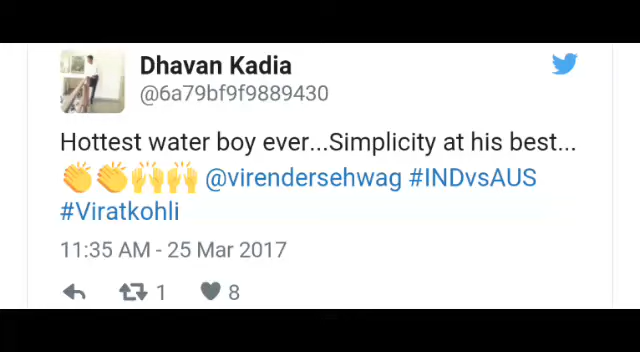 Dhavan Kadia
@6a79bf9f9889430
Hottest water boy ever...Simplicity at his best...
👏👏🙌🙌 @virendersehwag #INDvsAUS
#Viratkohli
11:35 AM - 25 Mar 2017
1 8